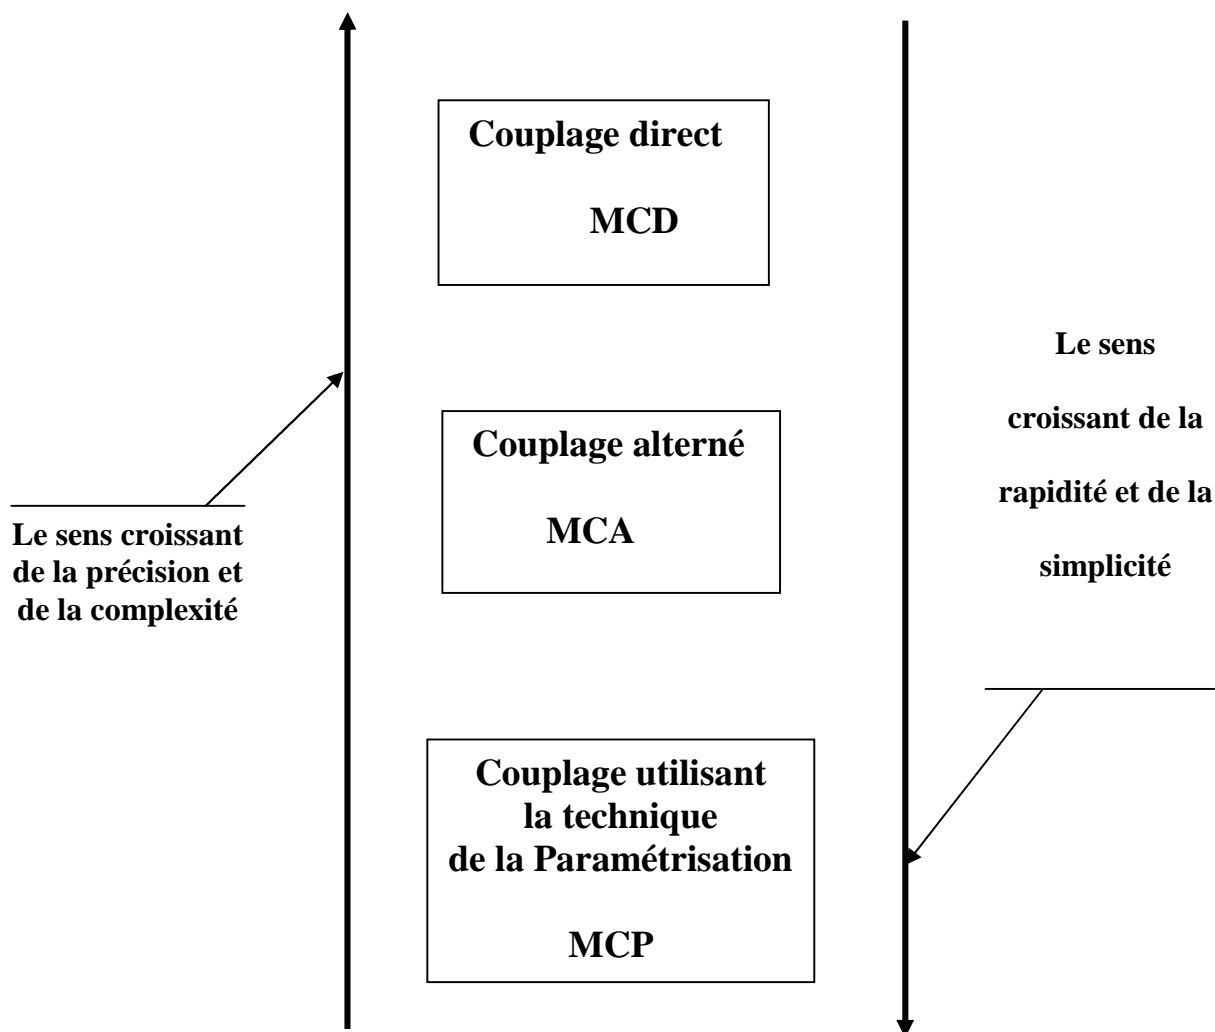 Couplage direct
MCD
Couplage alterné
MCA
Couplage utilisant
la technique
de la Paramétrisation
MCP
Le sens croissant
de la précision et
de la complexité
Le sens
croissant de la
rapidité et de la
simplicité